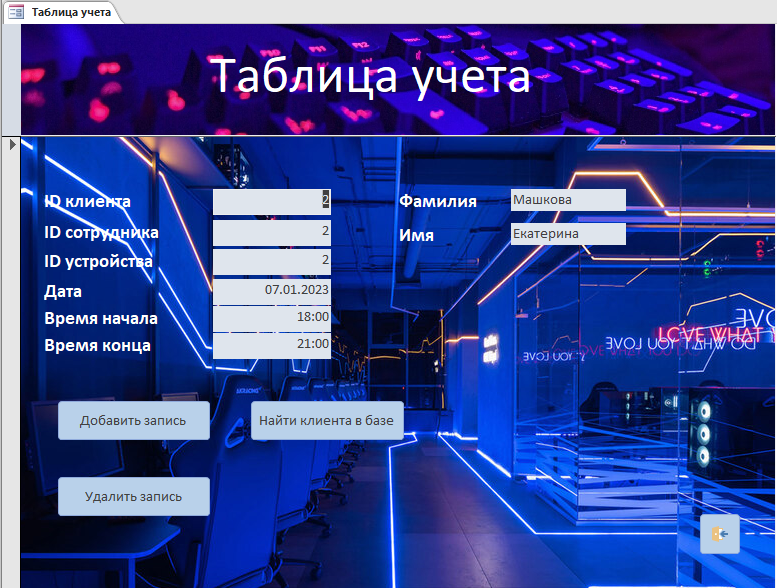 Таблица учета
Таблица учета
ID клиента 2 Фамилия Машкова
ID сотрудника 2 Имя Екатерина
ID устройства 2
Дата 07.01.2023
Время начала 18:00
Время конца 21:00
LOVE WHAT
DO WHAT YOU LOVE
YOU LOVE
Добавить запись Найти клиента в базе
Удалить запись